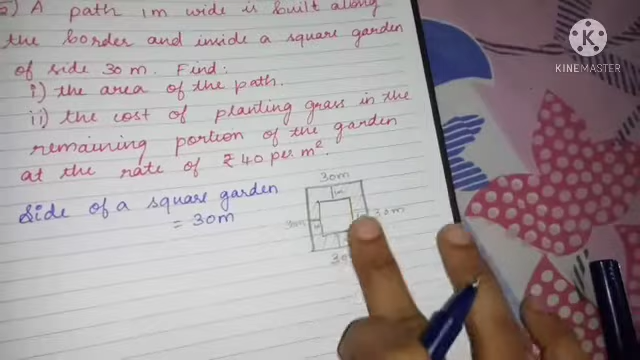 5) A path 1m wide is built along
the border and inside a square garden
of side 30 m. Find:
i) the area of the path.
ii) the cost of planting grass in the
remaining portion of the garden
at the rate of ₹ 40 per m².
Side of a square garden
= 30m
30m
1m
30m
30m
KINEMASTER